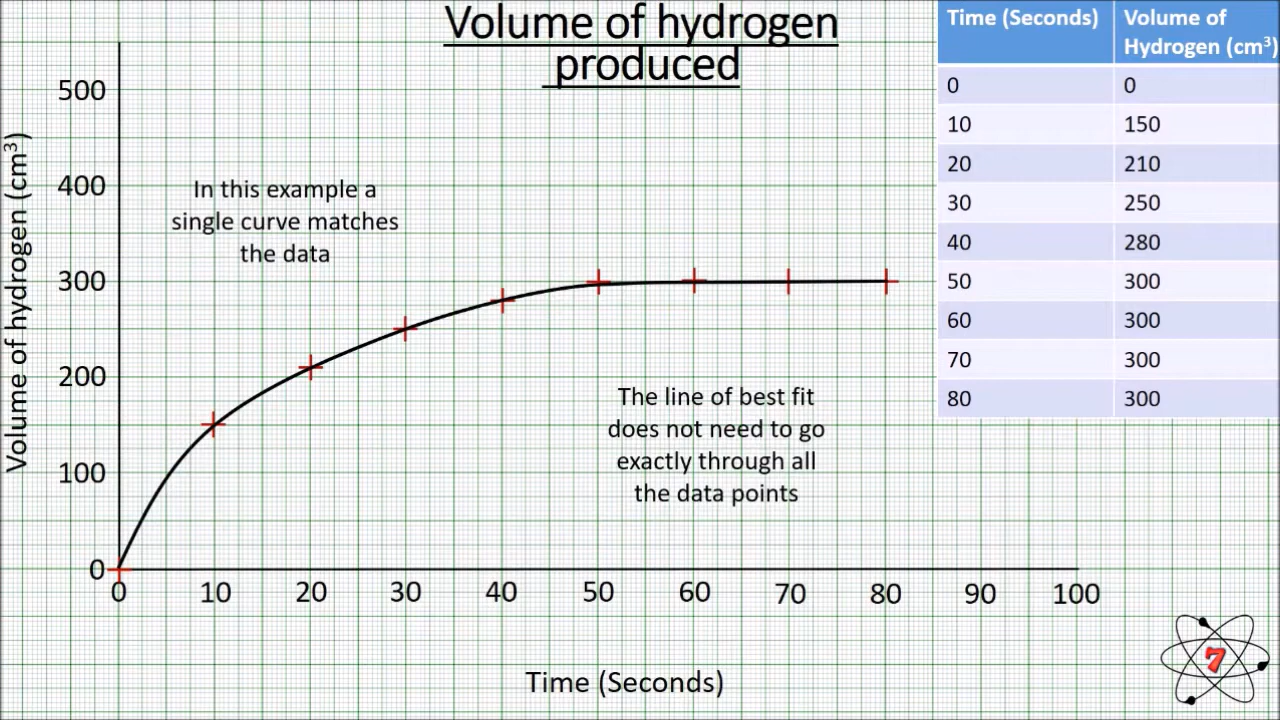 Volume of hydrogen
produced
Time (Seconds) Volume of
Hydrogen (cm³)
0 0
10 150
20 210
30 250
40 280
50 300
60 300
70 300
80 300
Volume of hydrogen (cm³)
500
400
300
200
100
0
In this example a
single curve matches
the data
The line of best fit
does not need to go
exactly through all
the data points
0 10 20 30 40 50 60 70 80 90 100
Time (Seconds)
7